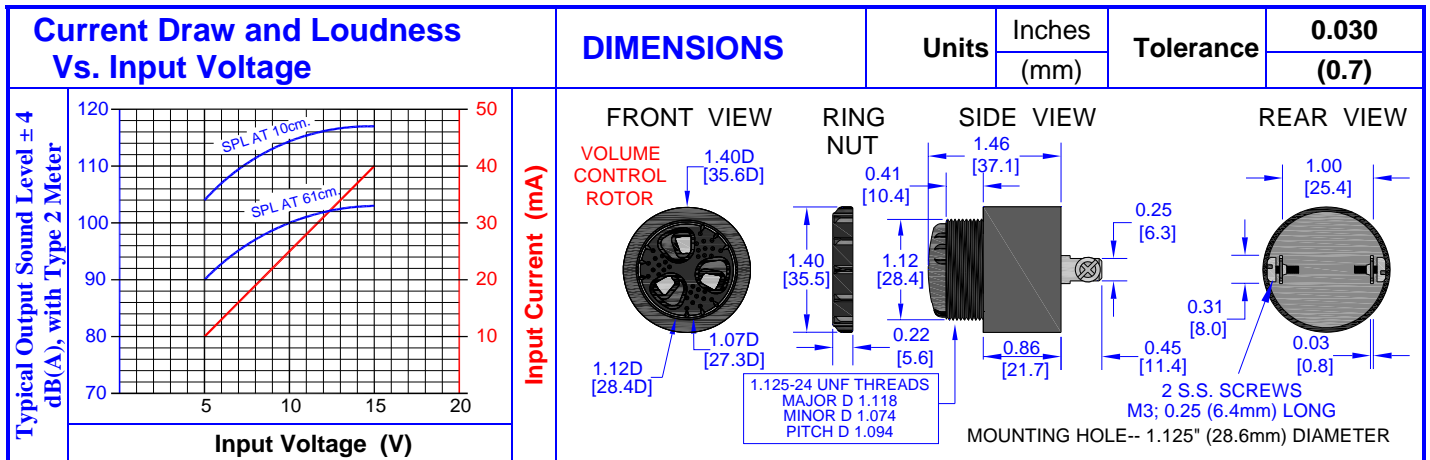 Current Draw and Loudness
Vs. Input Voltage
DIMENSIONS
Units
Inches
(mm)
Tolerance
0.030
(0.7)
Typical Output Sound Level ± 4
dB(A), with Type 2 Meter
120
110
100
90
80
70
SPL AT 10cm.
SPL AT 61cm.
50
40
30
20
10
Input Current (mA)
5
10
15
20
Input Voltage (V)
FRONT VIEW
VOLUME
CONTROL
ROTOR
1.40D
[35.6D]
1.07D
[27.3D]
1.12D
[28.4D]
RING
NUT
1.40
[35.5]
0.22
[5.6]
SIDE VIEW
1.46
[37.1]
0.41
[10.4]
1.12
[28.4]
0.25
[6.3]
0.86
[21.7]
0.45
[11.4]
1.125-24 UNF THREADS
MAJOR D 1.118
MINOR D 1.074
PITCH D 1.094
REAR VIEW
1.00
[25.4]
0.31
[8.0]
0.03
[0.8]
2 S.S. SCREWS
M3; 0.25 (6.4mm) LONG
MOUNTING HOLE-- 1.125" (28.6mm) DIAMETER